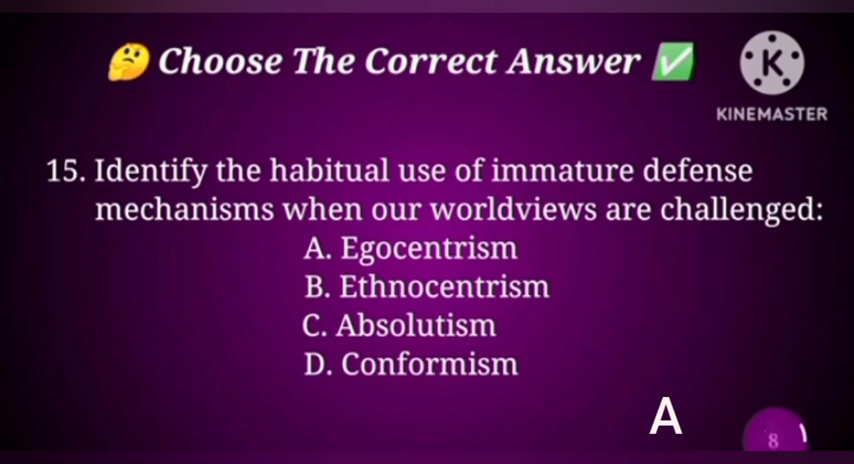 🤔 Choose The Correct Answer ✅
K
KINEMASTER
15. Identify the habitual use of immature defense
mechanisms when our worldviews are challenged:
A. Egocentrism
B. Ethnocentrism
C. Absolutism
D. Conformism
A
8